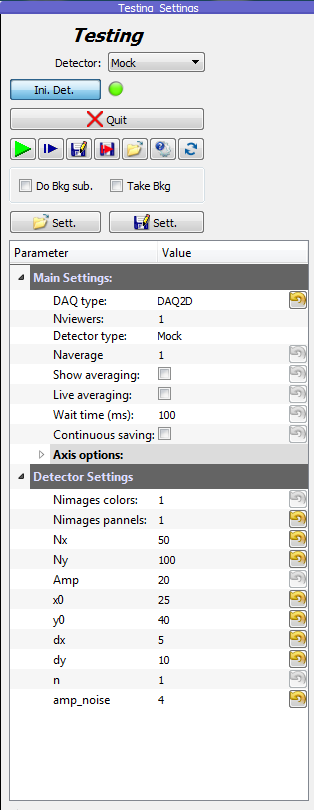 Testing Settings
Testing
Detector: Mock
Ini. Det.
Quit
Do Bkg sub. Take Bkg
Sett. Sett.
Parameter Value
Main Settings:
DAQ type: DAQ2D
Nviewers: 1
Detector type: Mock
Naverage 1
Show averaging:
Live averaging:
Wait time (ms): 100
Continuous saving:
Axis options:
Detector Settings
Nimages colors: 1
Nimages pannels: 1
Nx 50
Ny 100
Amp 20
x0 25
y0 40
dx 5
dy 10
n 1
amp_noise 4